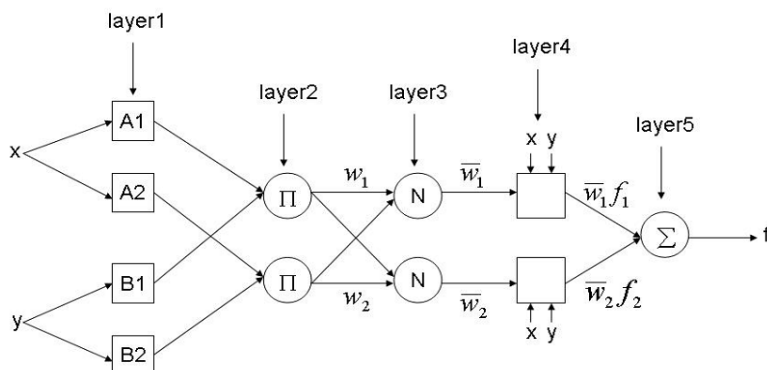 layer1
layer4
layer2
layer3
layer5
A1
x y
x
w̄₁
w₁
w̄₁f₁
A2
Π
N
Σ
f
B1
Π
N
w₂
w̄₂
w̄₂f₂
y
x y
B2